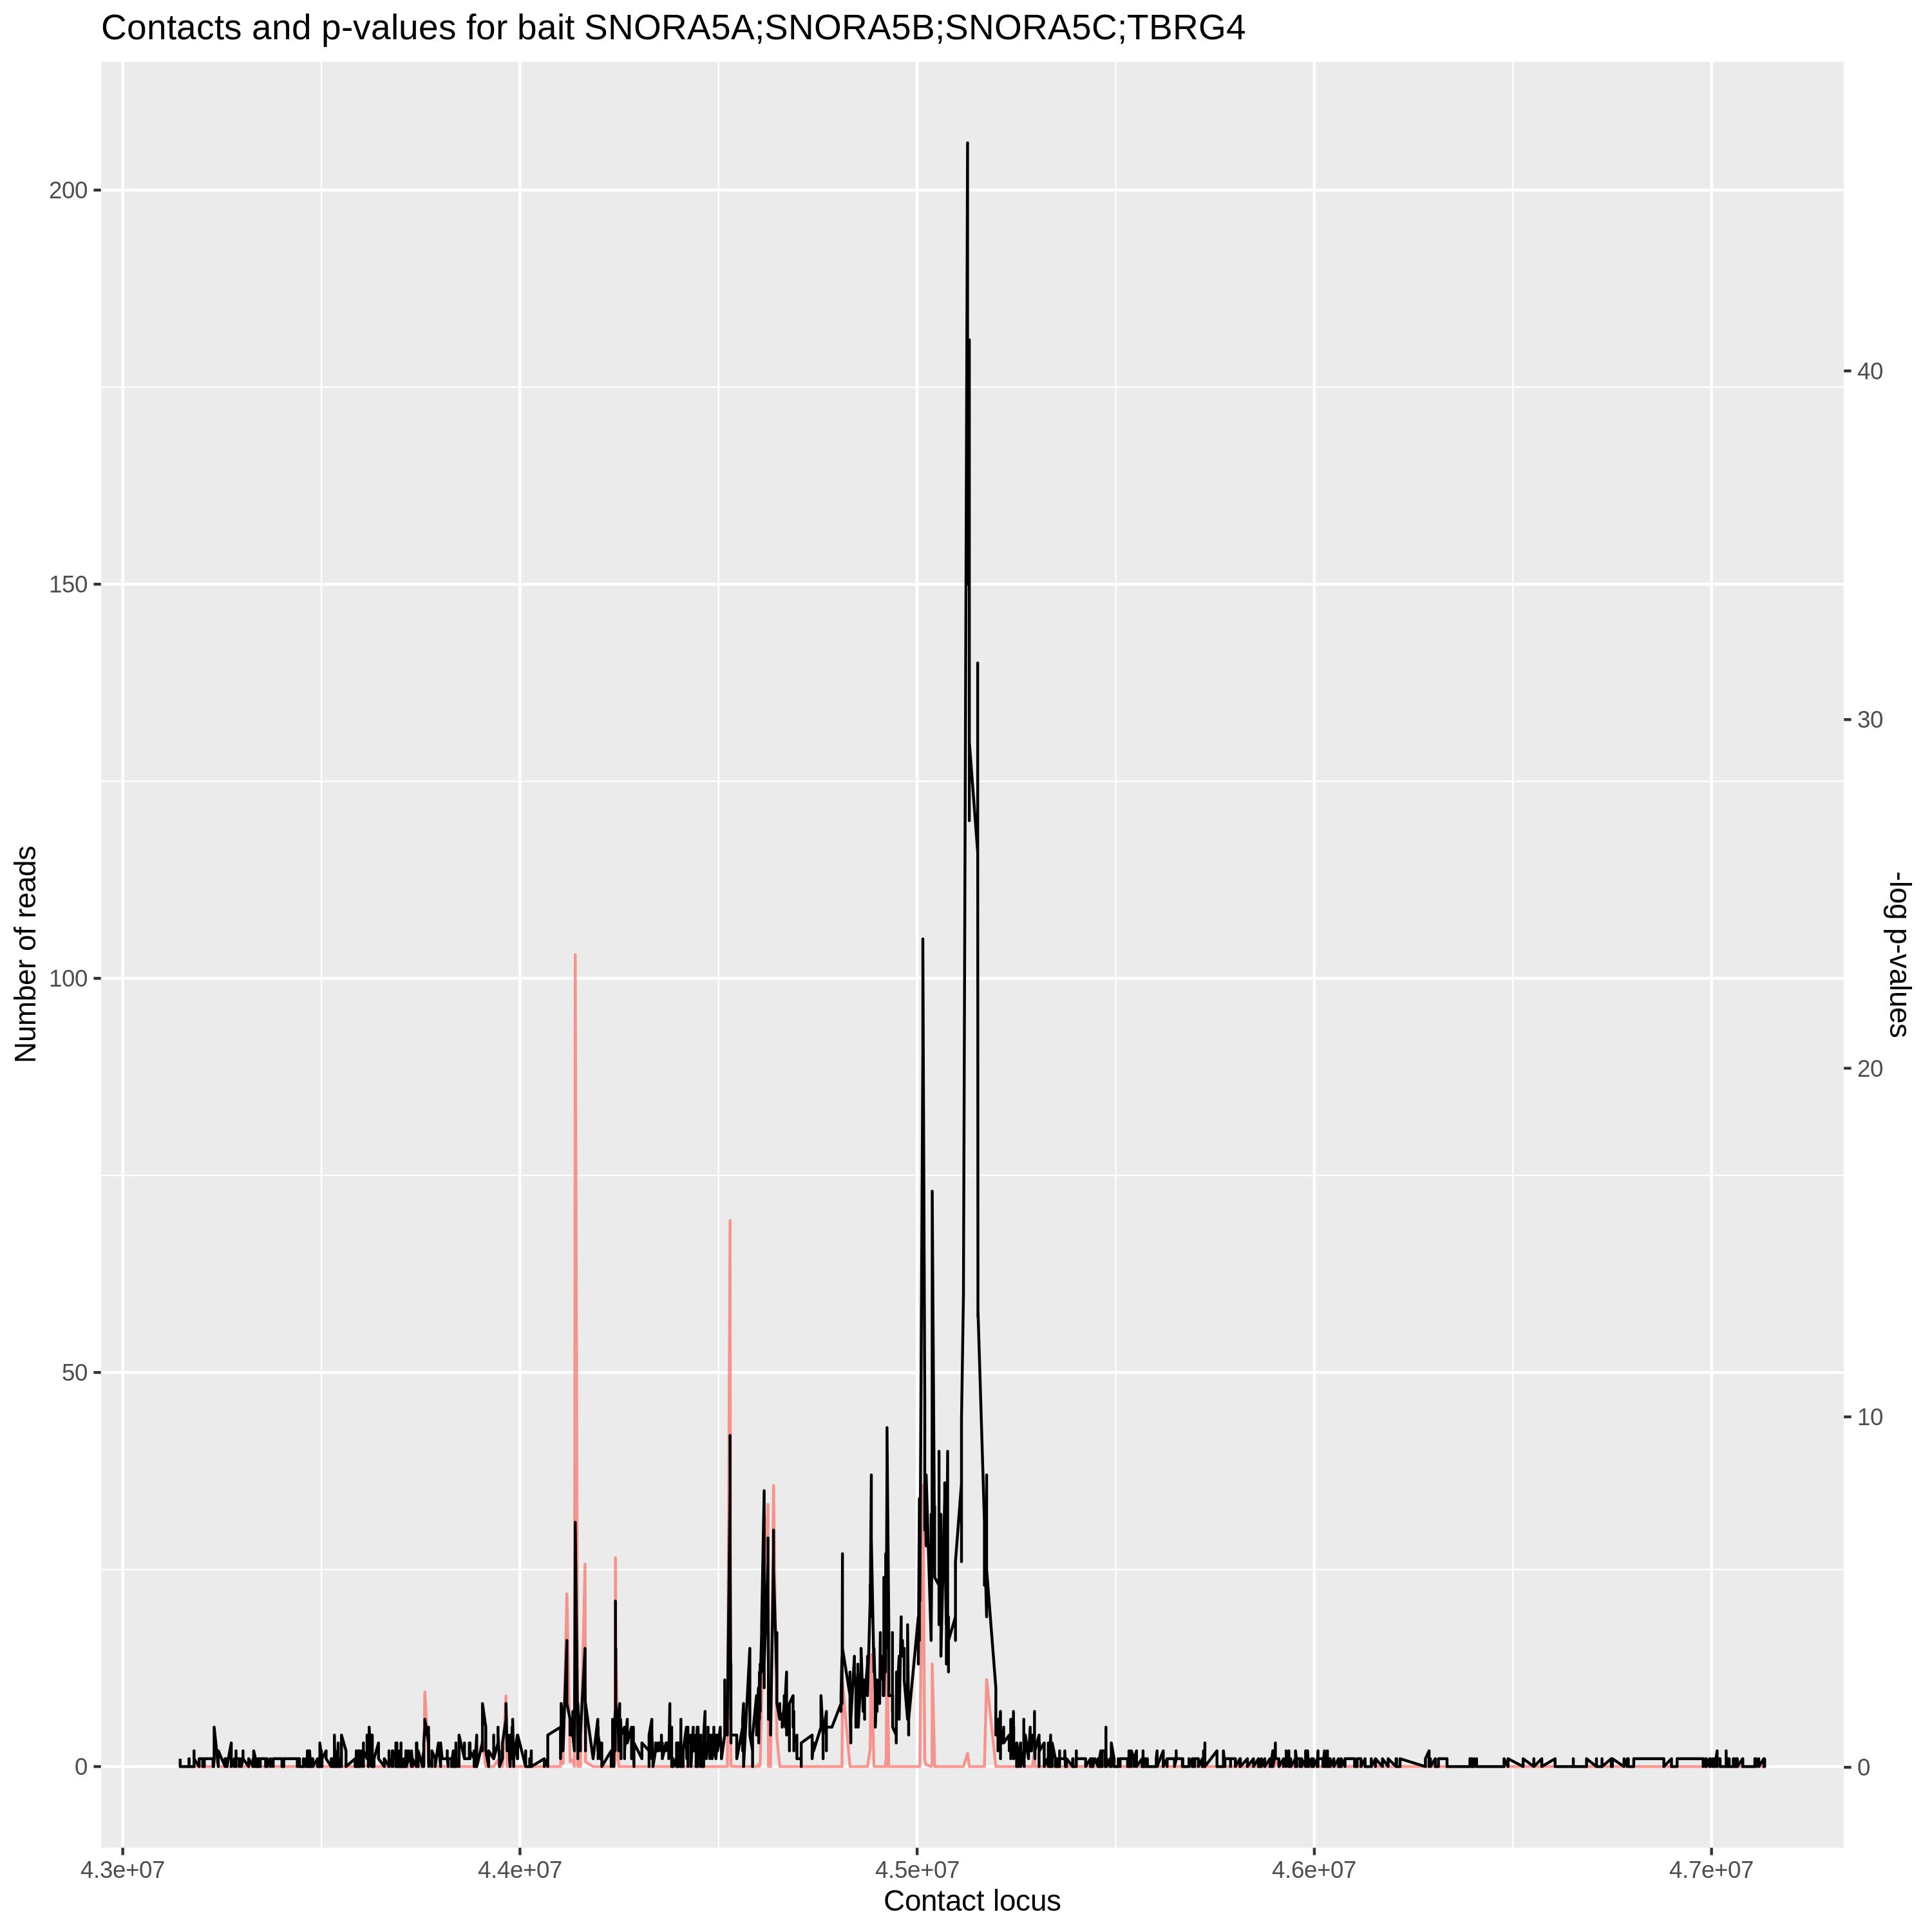 Contacts and p-values for bait SNORA5A;SNORA5B;SNORA5C;TBRG4
200
150
100
50
0
Number of reads
40
30
20
10
0
-log p-values
4.3e+07 4.4e+07 4.5e+07 4.6e+07 4.7e+07
Contact locus